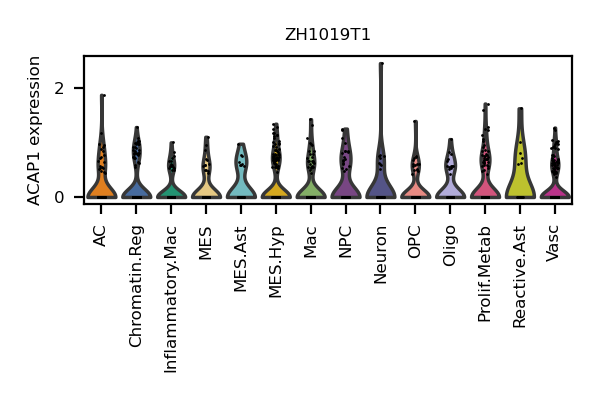 ZH1019T1
ACAP1 expression
2
0
AC
Chromatin.Reg
Inflammatory.Mac
MES
MES.Ast
MES.Hyp
Mac
NPC
Neuron
OPC
Oligo
Prolif.Metab
Reactive.Ast
Vasc